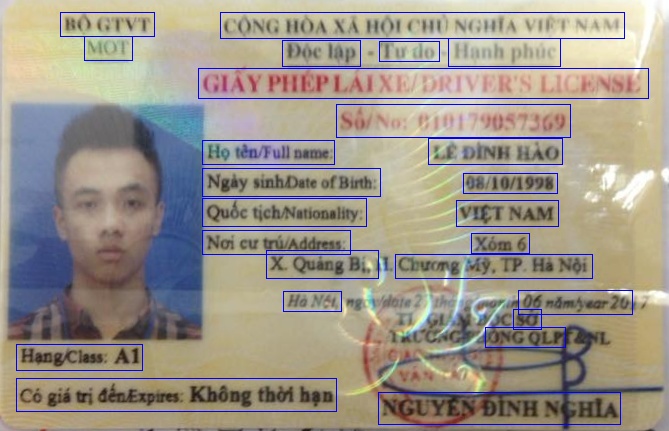 BỘ GTVT
MOT
CỘNG HÒA XÃ HỘI CHỦ NGHĨA VIỆT NAM
Độc lập - Tự do - Hạnh phúc
GIẤY PHÉP LÁI XE/DRIVER'S LICENSE
Số/No: 010179057369
Họ tên/Full name: LÊ ĐÌNH HÀO
Ngày sinh/Date of Birth: 08/10/1998
Quốc tịch/Nationality: VIỆT NAM
Nơi cư trú/Address: Xóm 6
X. Quảng Bị, H. Chương Mỹ, TP. Hà Nội
Hà Nội, ngày/date 27 tháng/month 06 năm/year 2017
TL. GIÁM ĐỐC SỞ
TRƯỞNG PHÒNG QLPT&NL
Hạng/Class: A1
Có giá trị đến/Expires: Không thời hạn
NGUYỄN ĐÌNH NGHĨA